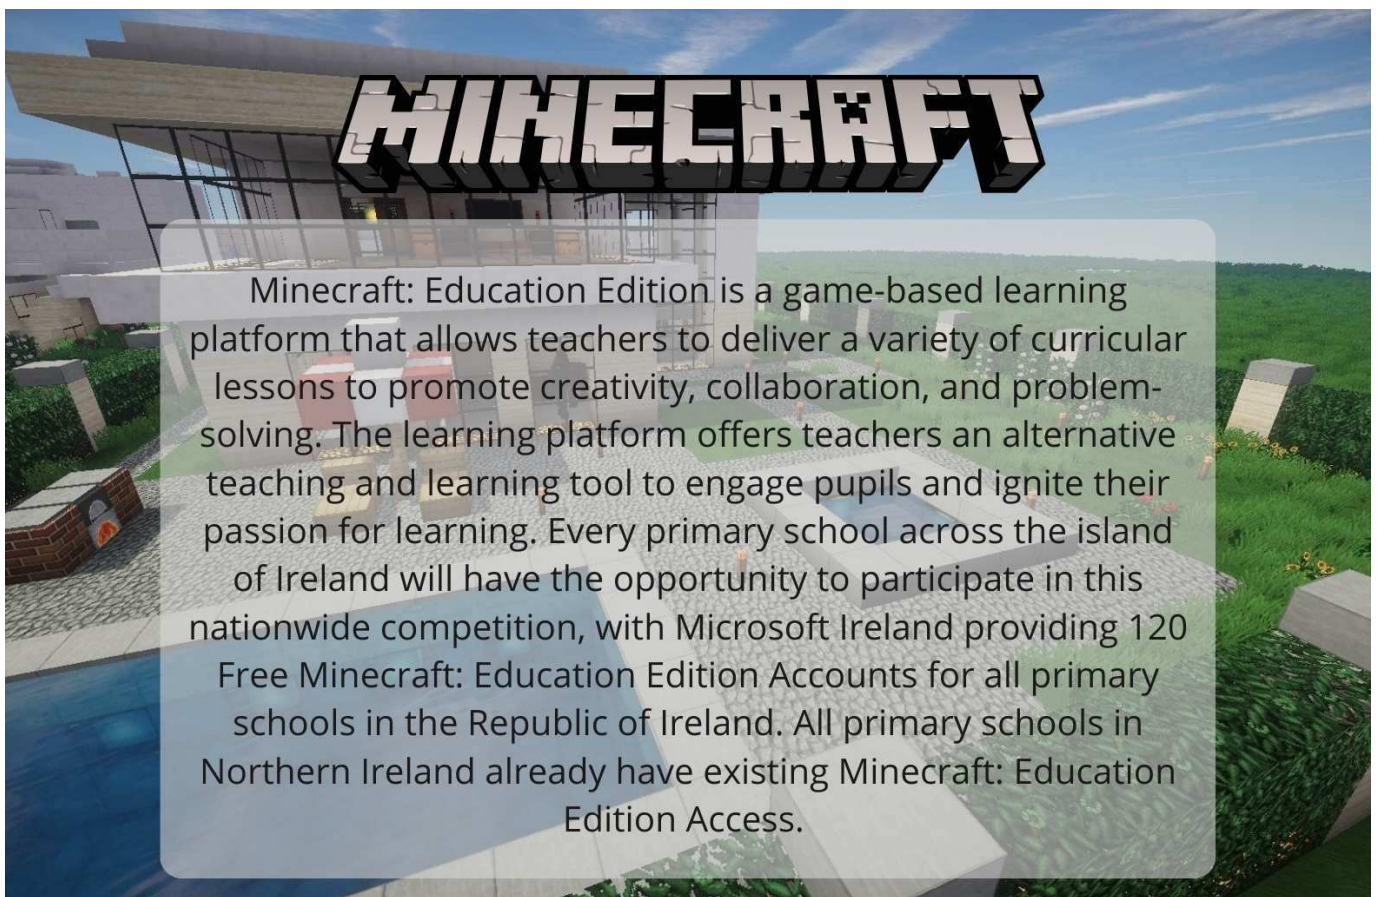 MINECRAFT
Minecraft: Education Edition is a game-based learning
platform that allows teachers to deliver a variety of curricular
lessons to promote creativity, collaboration, and problem-
solving. The learning platform offers teachers an alternative
teaching and learning tool to engage pupils and ignite their
passion for learning. Every primary school across the island
of Ireland will have the opportunity to participate in this
nationwide competition, with Microsoft Ireland providing 120
Free Minecraft: Education Edition Accounts for all primary
schools in the Republic of Ireland. All primary schools in
Northern Ireland already have existing Minecraft: Education
Edition Access.